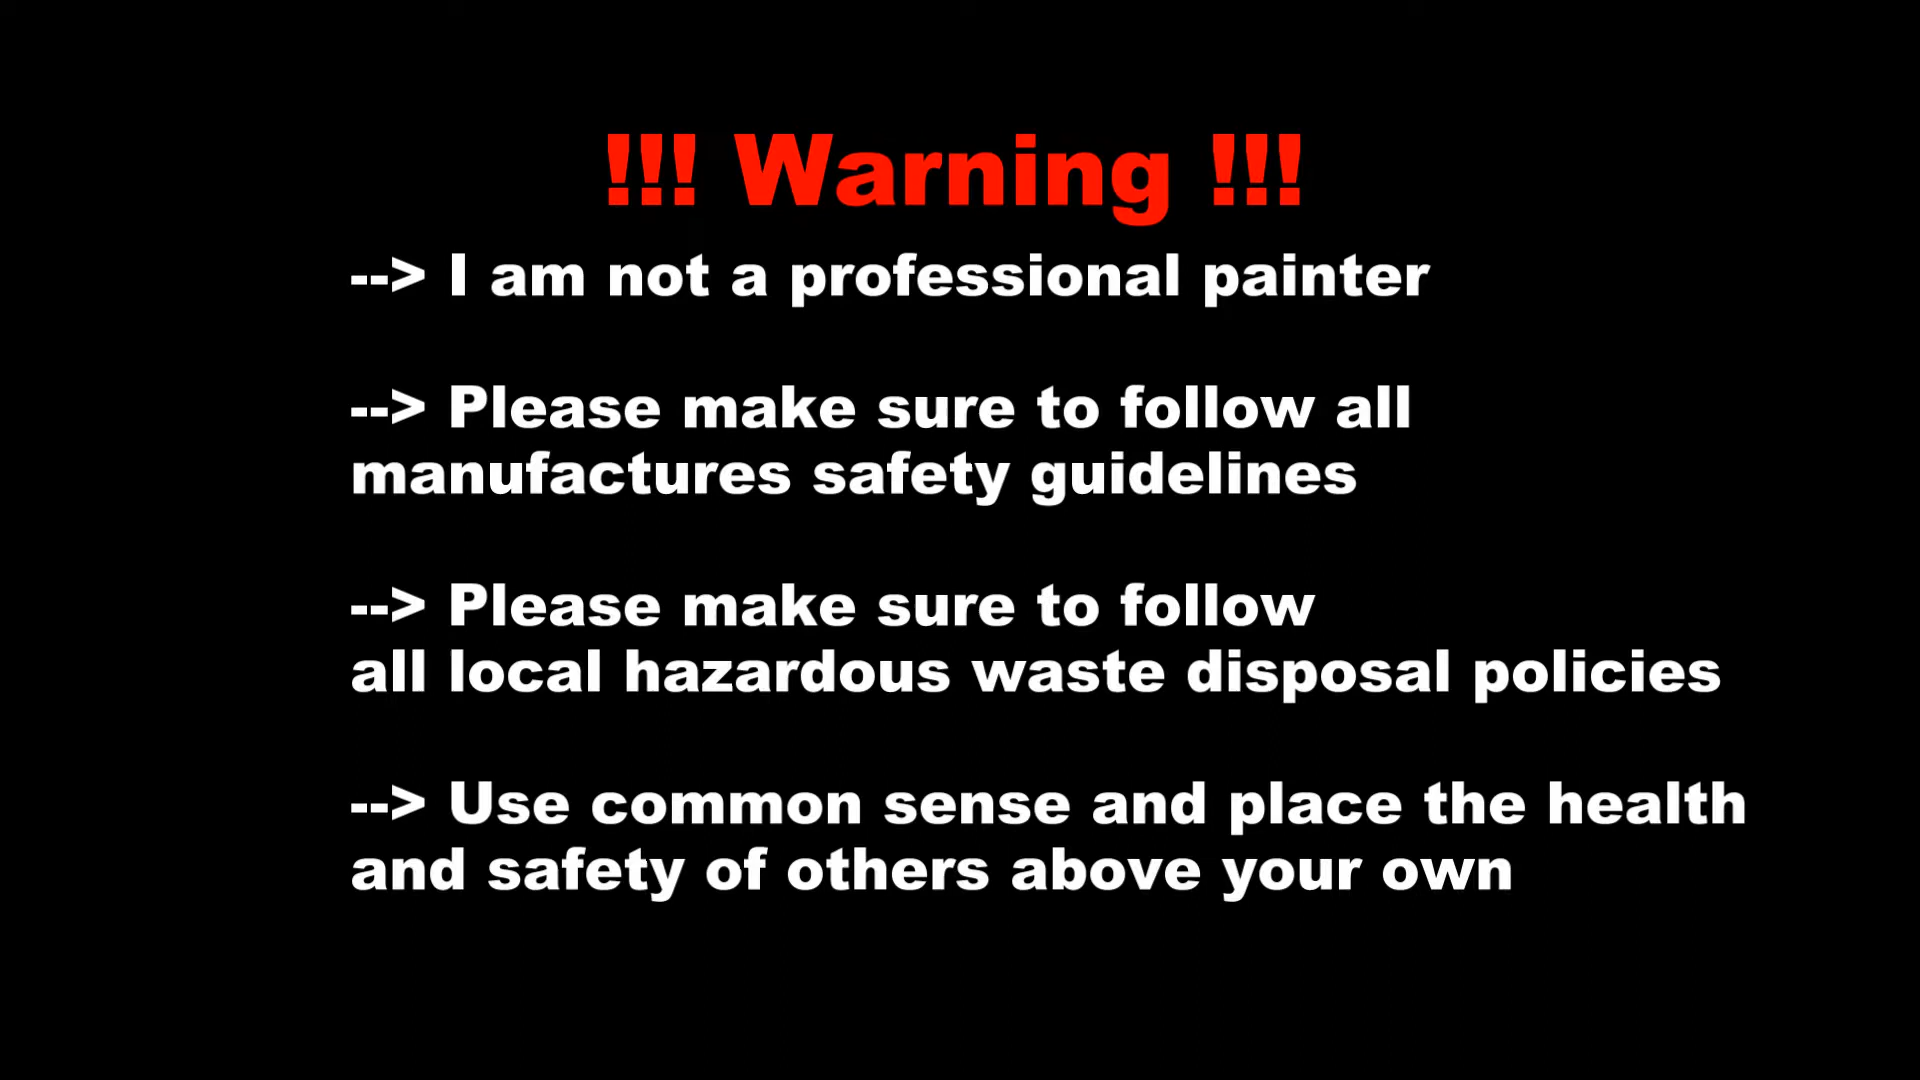 !!! Warning !!!
--> I am not a professional painter
--> Please make sure to follow all
manufactures safety guidelines
--> Please make sure to follow
all local hazardous waste disposal policies
--> Use common sense and place the health
and safety of others above your own